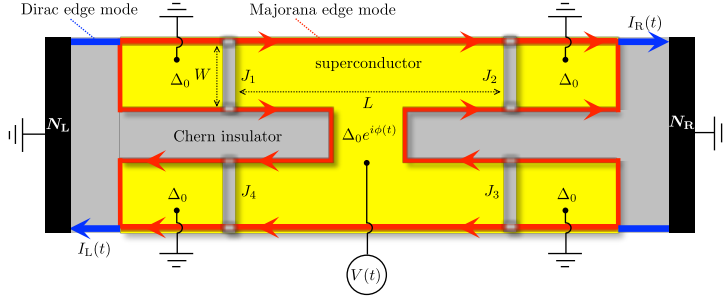 Dirac edge mode
Majorana edge mode
I_R(t)
Δ_0
W
J_1
superconductor
J_2
Δ_0
L
N_L
Chern insulator
Δ_0e^{iϕ(t)}
N_R
Δ_0
J_4
J_3
Δ_0
I_L(t)
V(t)